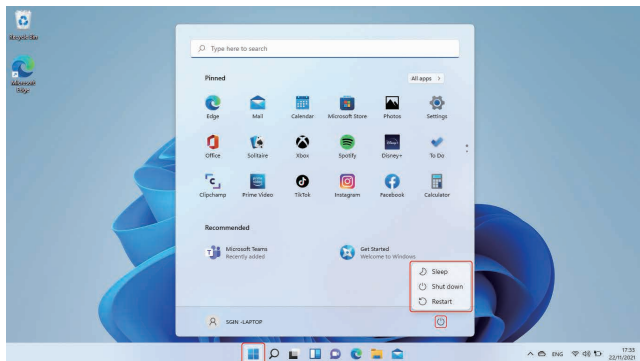 Recycle Bin
Microsoft
Edge
Type here to search
Pinned
All apps >
Edge
Mail
Calendar
Microsoft Store
Photos
Settings
Office
Solitaire
Xbox
Spotify
Disney+
To Do
Clipchamp
Prime Video
TikTok
Instagram
Facebook
Calculator
Recommended
Microsoft Teams
Recently added
Get Started
Welcome to Windows
Sleep
Shut down
Restart
SGIN -LAPTOP
ENG
17:33
22/11/2021